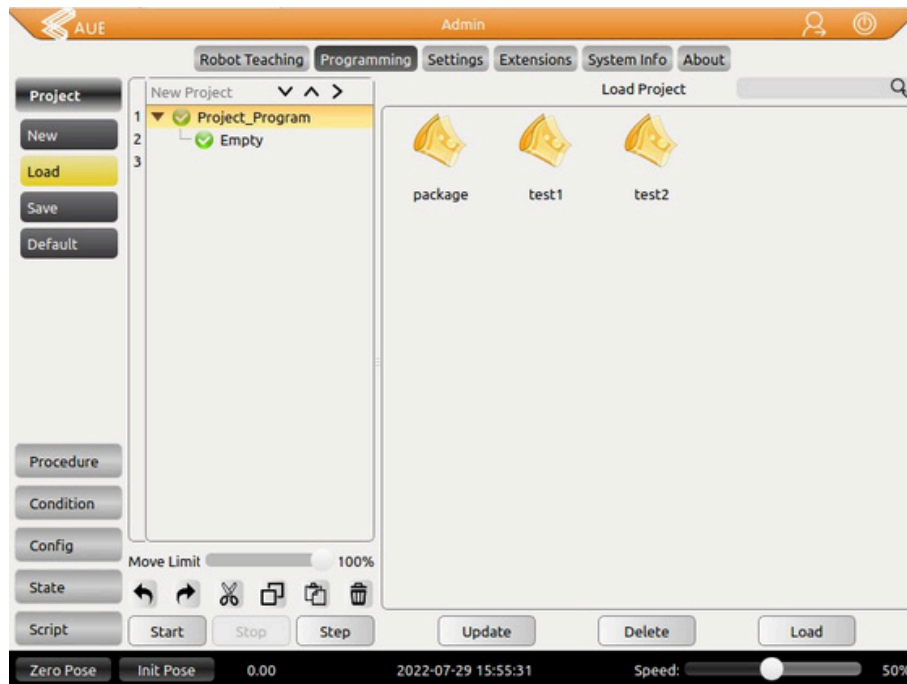 AUE Admin
Robot Teaching Programming Settings Extensions System Info About
Project New Project Load Project
1 Project_Program
New 2 Empty
3
Load
package test1 test2
Save
Default
Procedure
Condition
Config
Move Limit 100%
State
Script Start Stop Step Update Delete Load
Zero Pose Init Pose 0.00 2022-07-29 15:55:31 Speed: 50%